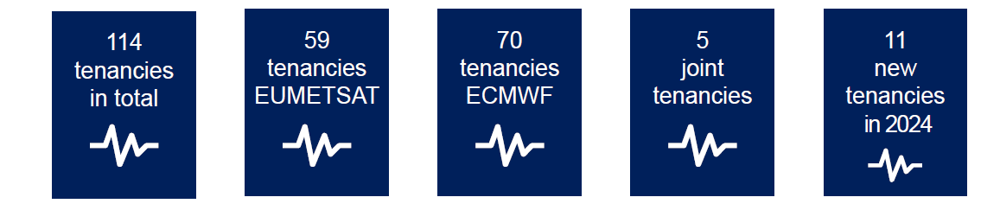 114
tenancies
in total
59
tenancies
EUMETSAT
70
tenancies
ECMWF
5
joint
tenancies
11
new
tenancies
in 2024